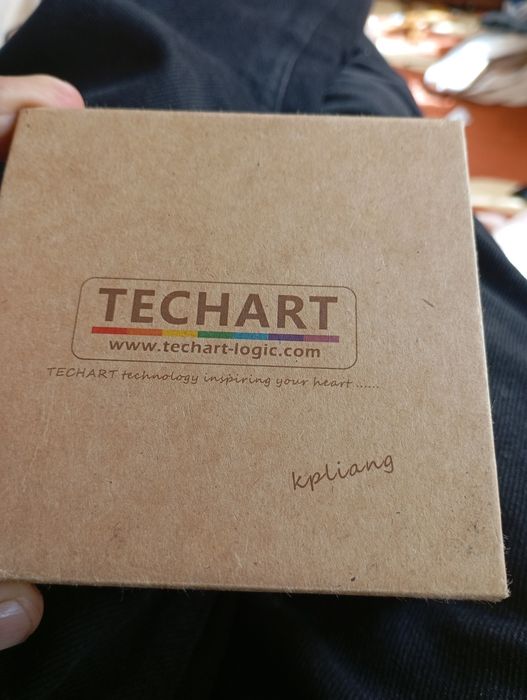 TECHART
www.techart-logic.com
TECHART technology inspiring your heart ......
kpliang